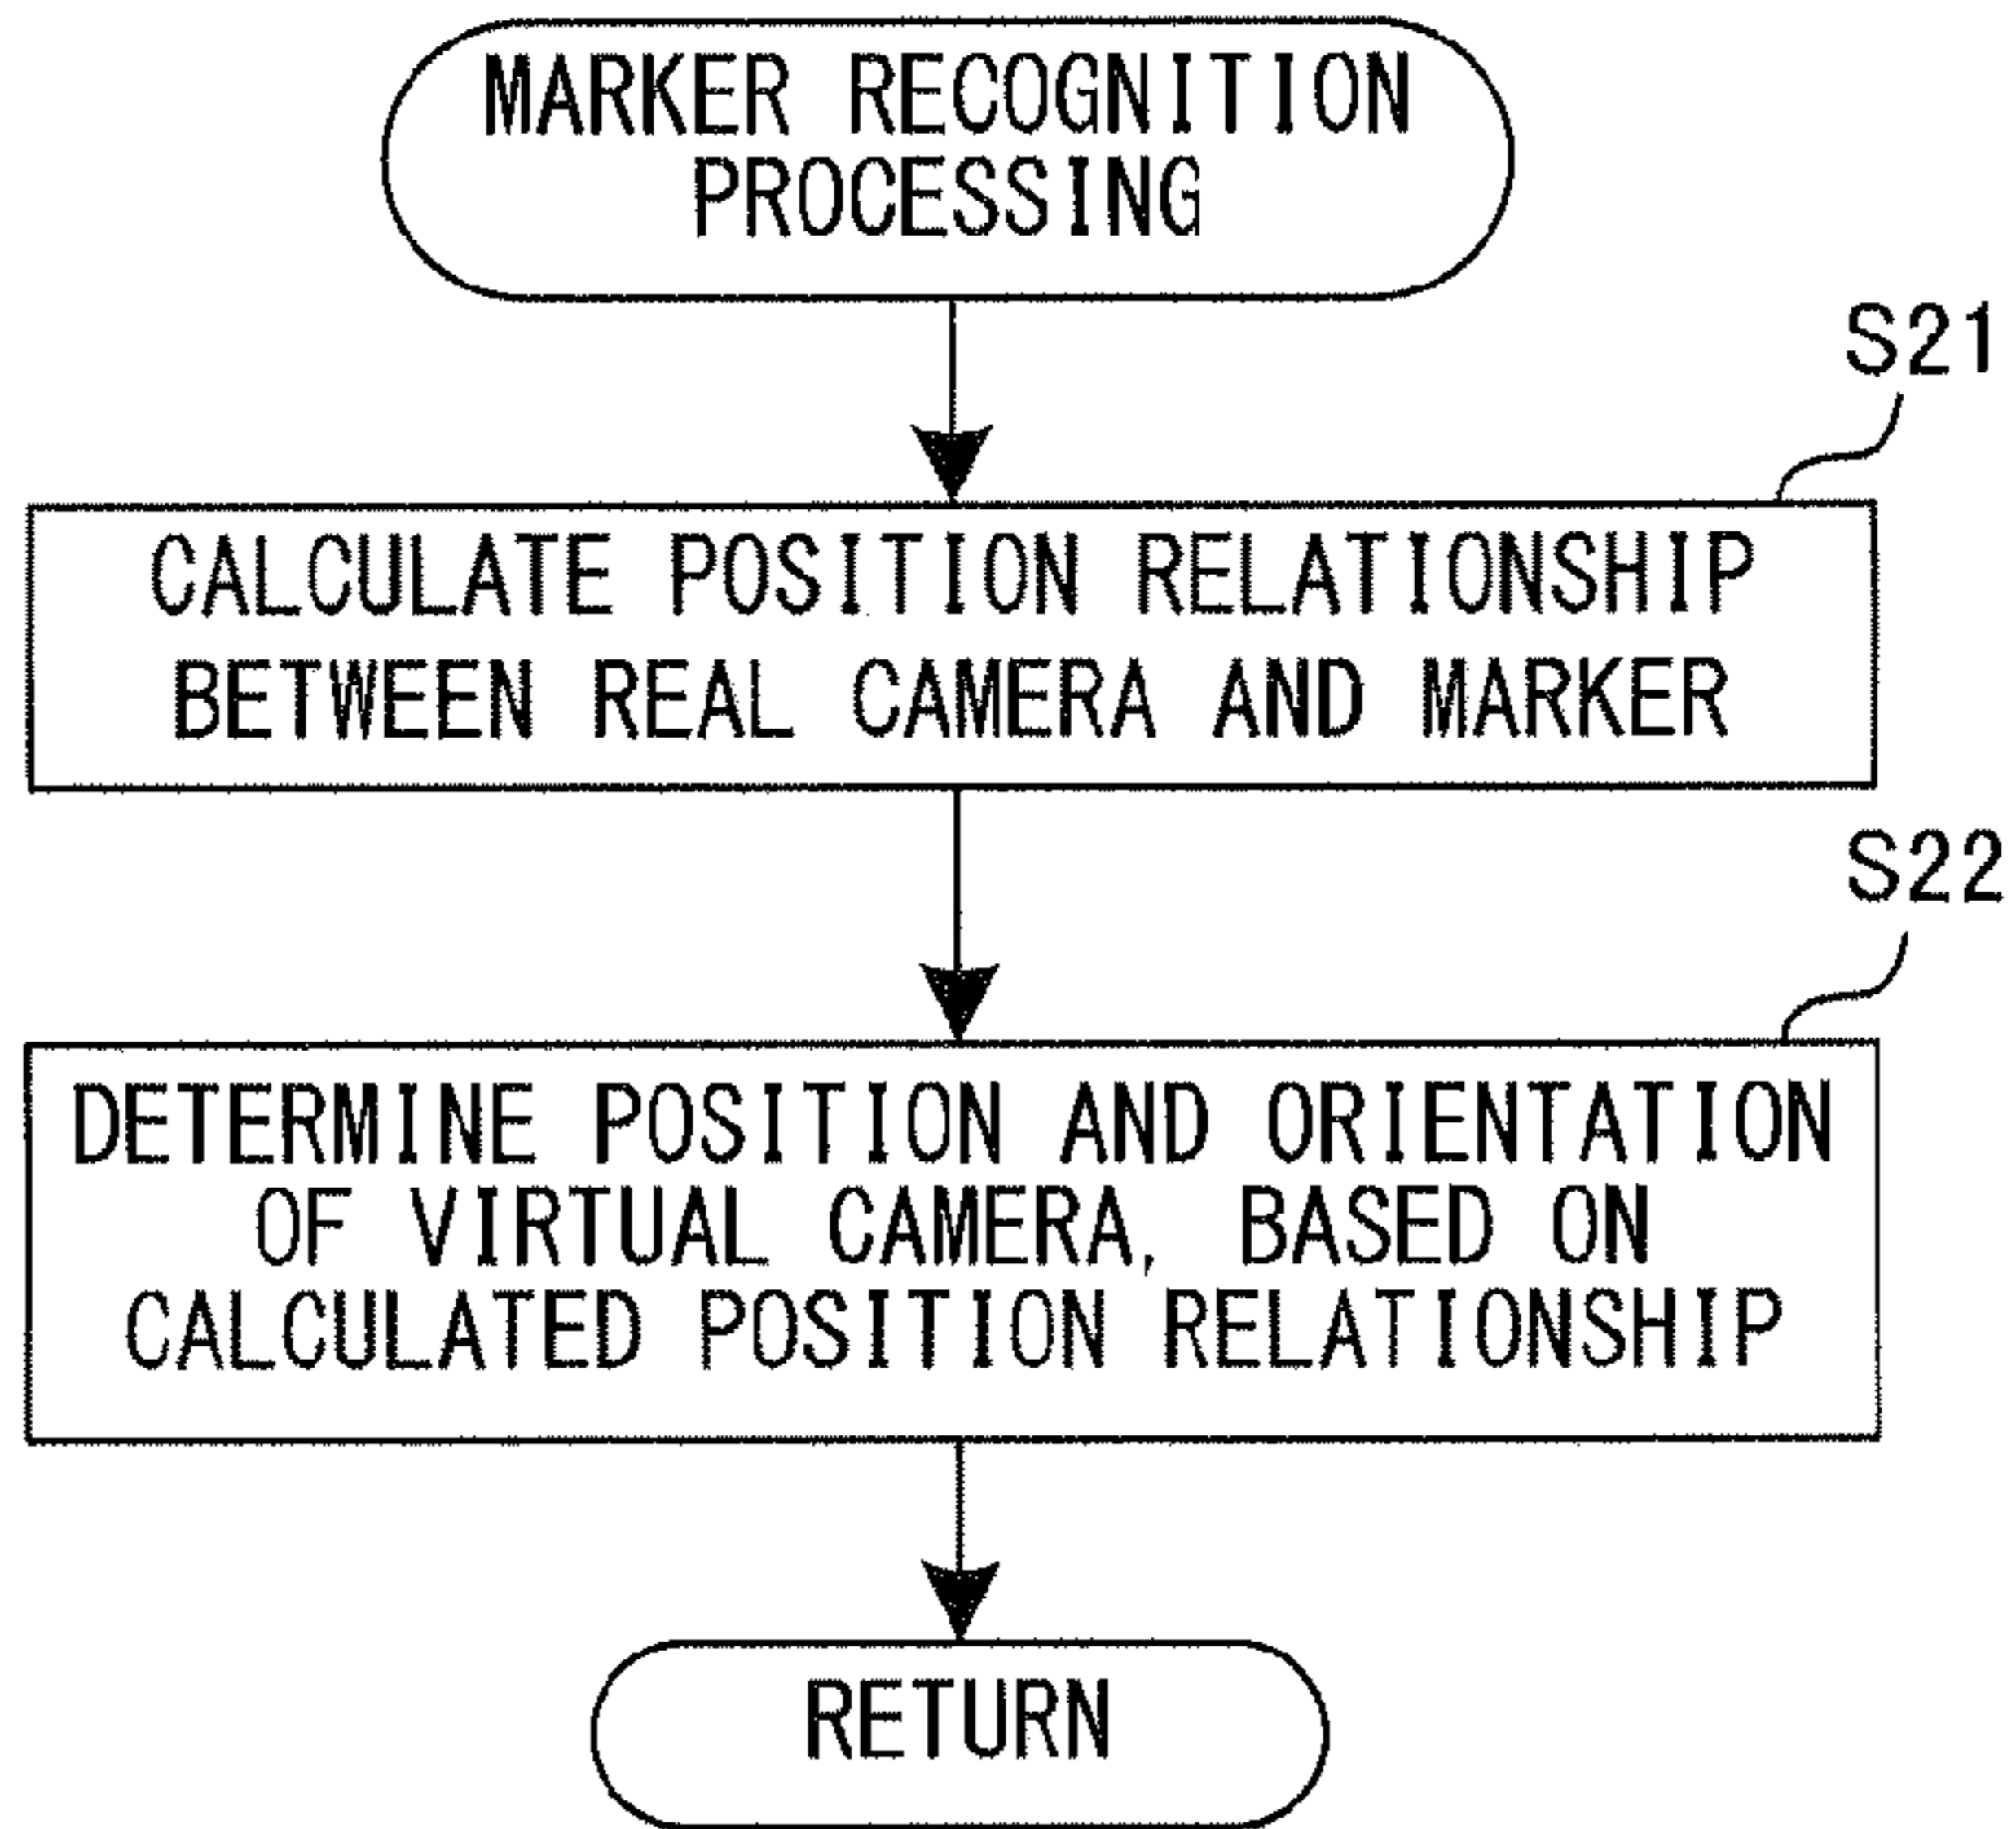 MARKER RECOGNITION
PROCESSING
S21
CALCULATE POSITION RELATIONSHIP
BETWEEN REAL CAMERA AND MARKER
S22
DETERMINE POSITION AND ORIENTATION
OF VIRTUAL CAMERA, BASED ON
CALCULATED POSITION RELATIONSHIP
RETURN